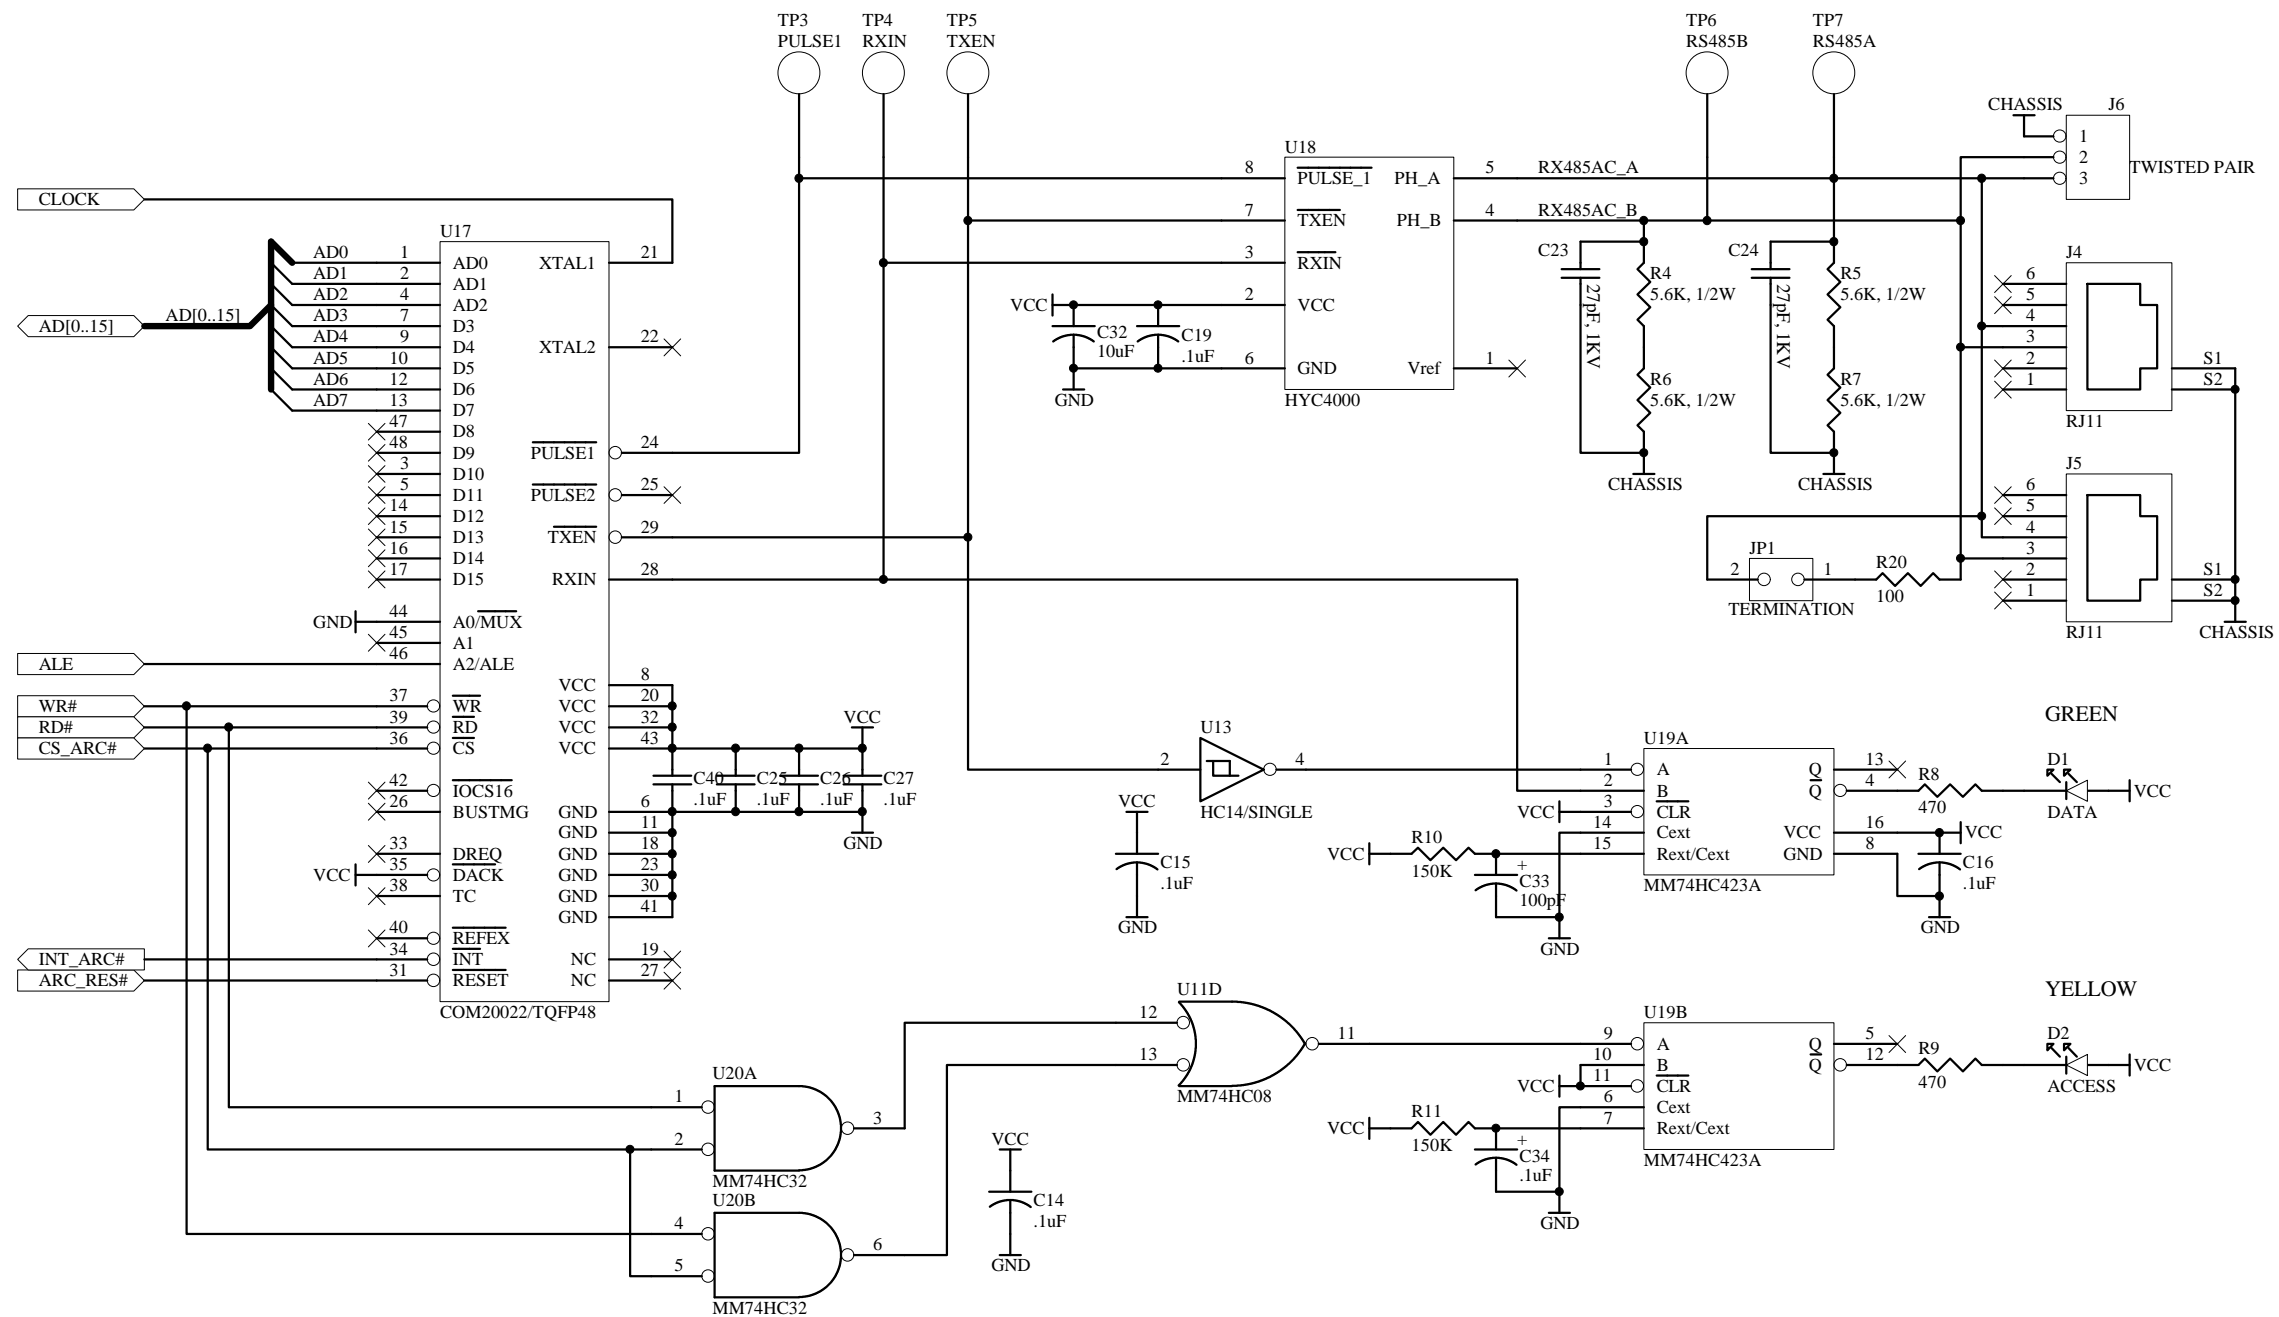 TP3
PULSE1
TP4
RXIN
TP5
TXEN
TP6
RS485B
TP7
RS485A
CHASSIS
J6
1
2
3
TWISTED PAIR
CLOCK
AD[0..15]
AD[0..15]
ALE
WR#
RD#
CS_ARC#
INT_ARC#
ARC_RES#
U17
AD0 1 AD0
AD1 2 AD1
AD2 4 AD2
AD3 7 D3
AD4 9 D4
AD5 10 D5
AD6 12 D6
AD7 13 D7
47 D8
48 D9
3 D10
5 D11
14 D12
15 D13
16 D14
17 D15
GND 44 A0/MUX
45 A1
46 A2/ALE
37 WR
39 RD
36 CS
42 IOCS16
26 BUSTMG
33 DREQ
VCC 35 DACK
38 TC
40 REFEX
34 INT
31 RESET
XTAL1 21
XTAL2 22
PULSE1 24
PULSE2 25
TXEN 29
RXIN 28
VCC 8
VCC 20
VCC 32
VCC 43
GND 6
GND 11
GND 18
GND 23
GND 30
GND 41
NC 19
NC 27
COM20022/TQFP48
VCC
C40
.1uF
C25
.1uF
C26
.1uF
C27
.1uF
GND
U18
8 PULSE_1 PH_A 5 RX485AC_A
7 TXEN PH_B 4 RX485AC_B
3 RXIN
VCC 2 VCC
6 GND Vref 1
HYC4000
C32
10uF
C19
.1uF
GND
C23
27pF, 1KV
R4
5.6K, 1/2W
R6
5.6K, 1/2W
CHASSIS
C24
27pF, 1KV
R5
5.6K, 1/2W
R7
5.6K, 1/2W
CHASSIS
J4
6
5
4
3
2
1
S1
S2
RJ11
J5
6
5
4
3
2
1
S1
S2
RJ11
CHASSIS
JP1
2 1
TERMINATION
R20
100
U13
2 4
HC14/SINGLE
VCC
C15
.1uF
GND
U19A
1 A Q 13
2 B Q 4
VCC 3 CLR
14 Cext VCC 16 VCC
15 Rext/Cext GND 8
MM74HC423A
VCC
R10
150K
+
C33
100pF
GND
C16
.1uF
GND
GREEN
R8
470
D1
DATA
VCC
U20A
1
2
3
MM74HC32
U20B
4
5
6
MM74HC32
U11D
12
13
11
MM74HC08
VCC
C14
.1uF
GND
U19B
9 A Q 5
10 B Q 12
VCC 11 CLR
6 Cext
7 Rext/Cext
MM74HC423A
VCC
R11
150K
+
C34
.1uF
GND
YELLOW
R9
470
D2
ACCESS
VCC